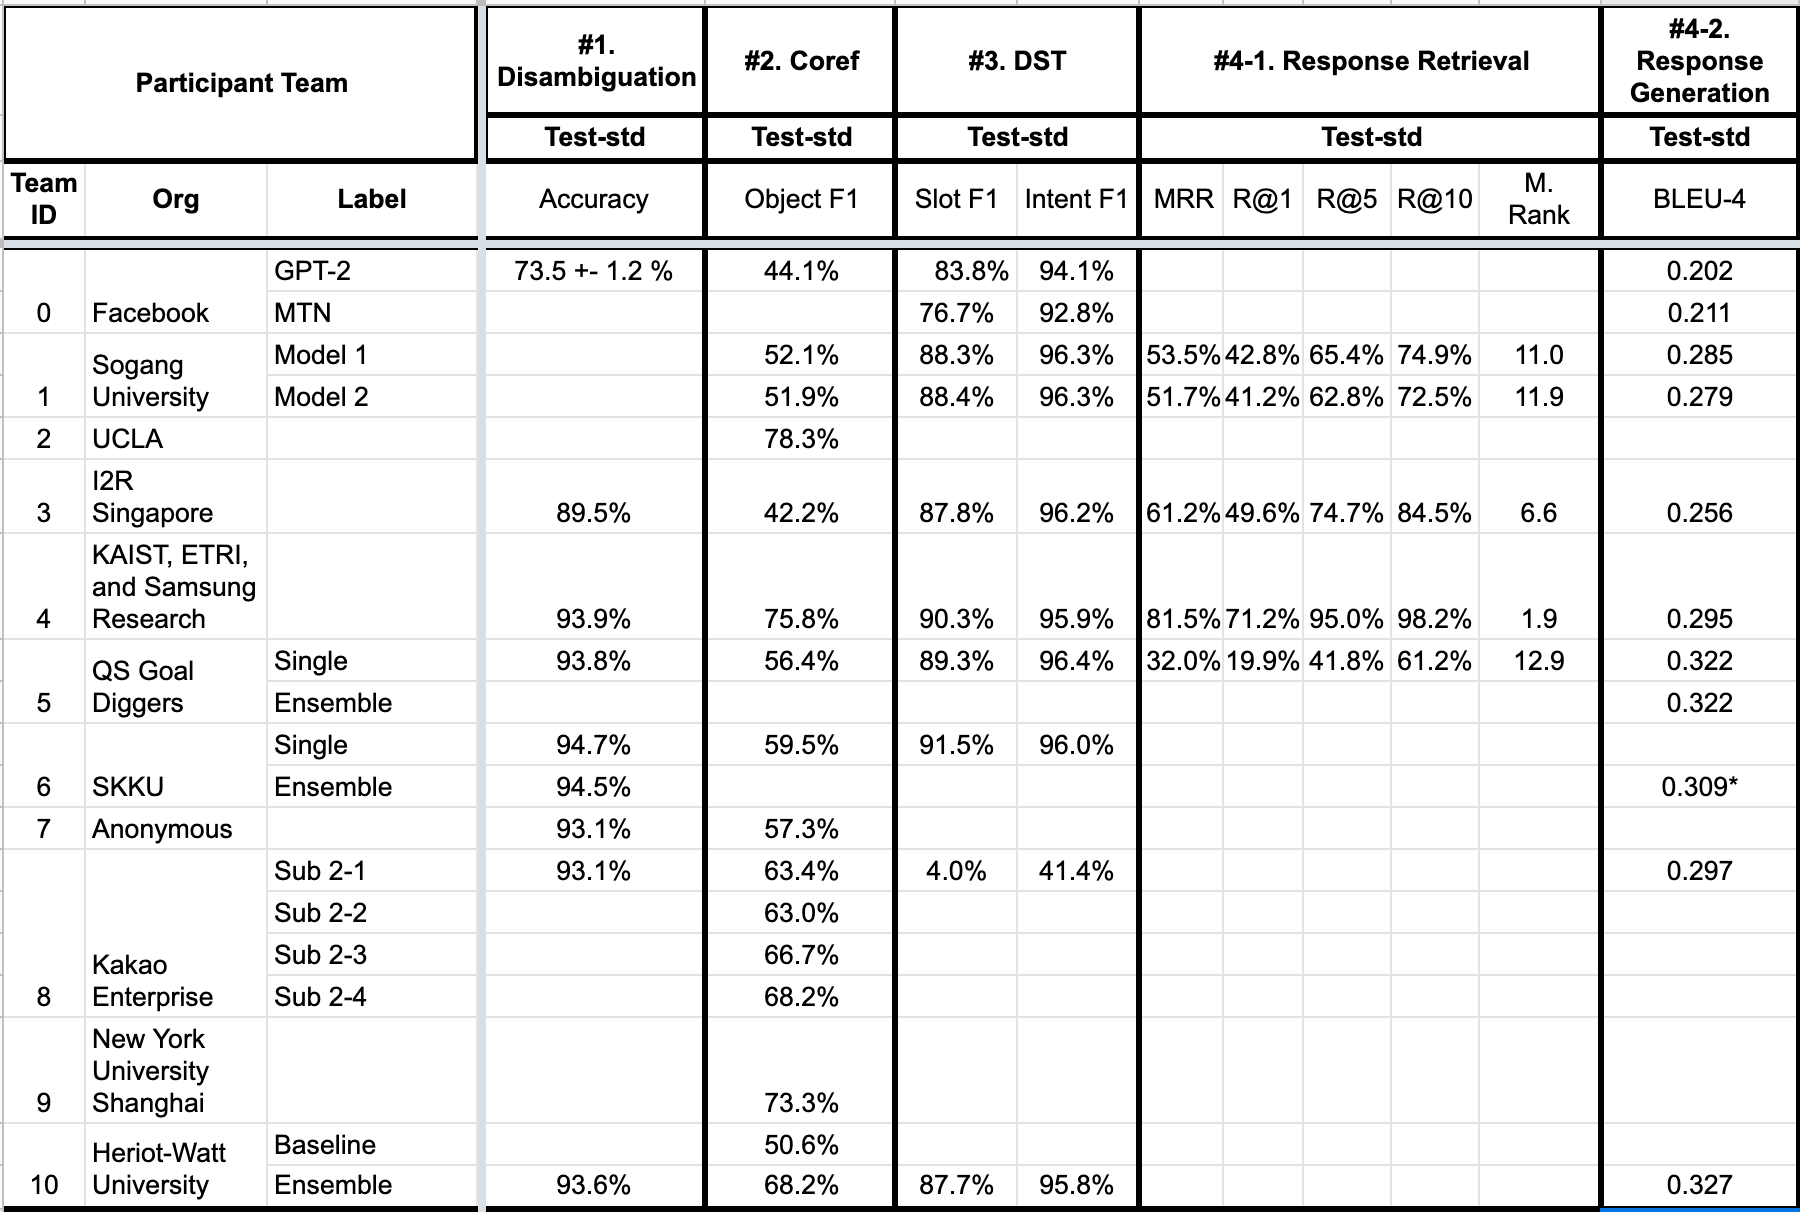 Participant Team #1. Disambiguation #2. Coref #3. DST #4-1. Response Retrieval #4-2. Response Generation
Test-std Test-std Test-std Test-std Test-std
Team ID Org Label Accuracy Object F1 Slot F1 Intent F1 MRR R@1 R@5 R@10 M. Rank BLEU-4
GPT-2 73.5 +- 1.2 % 44.1% 83.8% 94.1% 0.202
0 Facebook MTN 76.7% 92.8% 0.211
Sogang Model 1 52.1% 88.3% 96.3% 53.5% 42.8% 65.4% 74.9% 11.0 0.285
1 University Model 2 51.9% 88.4% 96.3% 51.7% 41.2% 62.8% 72.5% 11.9 0.279
2 UCLA 78.3%
I2R
3 Singapore 89.5% 42.2% 87.8% 96.2% 61.2% 49.6% 74.7% 84.5% 6.6 0.256
KAIST, ETRI,
and Samsung
4 Research 93.9% 75.8% 90.3% 95.9% 81.5% 71.2% 95.0% 98.2% 1.9 0.295
QS Goal Single 93.8% 56.4% 89.3% 96.4% 32.0% 19.9% 41.8% 61.2% 12.9 0.322
5 Diggers Ensemble 0.322
Single 94.7% 59.5% 91.5% 96.0%
6 SKKU Ensemble 94.5% 0.309*
7 Anonymous 93.1% 57.3%
Sub 2-1 93.1% 63.4% 4.0% 41.4% 0.297
Sub 2-2 63.0%
Kakao Sub 2-3 66.7%
8 Enterprise Sub 2-4 68.2%
New York
University
9 Shanghai 73.3%
Heriot-Watt Baseline 50.6%
10 University Ensemble 93.6% 68.2% 87.7% 95.8% 0.327